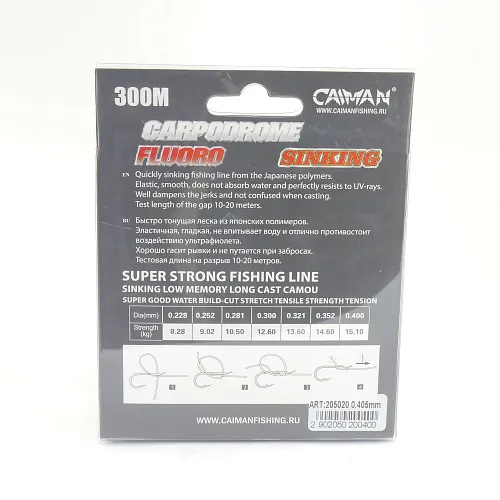 300M
CAIMAN®
WWW.CAIMANFISHING.RU
CARPODROME
FLUORO SINKING
EN Quickly sinking fishing line from the Japanese polymers.
Elastic, smooth, does not absorb water and perfectly resists to UV-rays.
Well dampens the jerks and not confused when casting.
Test length of the gap 10-20 meters.
RU Быстро тонущая леска из японских полимеров.
Эластичная, гладкая, не впитывает воду и отлично противостоит
воздействию ультрафиолета.
Хорошо гасит рывки и не путается при забросах.
Тестовая длина на разрыв 10-20 метров.
SUPER STRONG FISHING LINE
SINKING LOW MEMORY LONG CAST CAMOU
SUPER GOOD WATER BUILD-CUT STRETCH TENSILE STRENGTH TENSION
Dia(mm) 0.228 0.252 0.281 0.300 0.321 0.352 0.400
Strength (kg) 8.28 9.02 10.50 12.60 13.60 14.60 15.10
1 2 3 4
WWW.CAIMANFISHING.RU
ART:205020 0,405mm
2 902050 200400